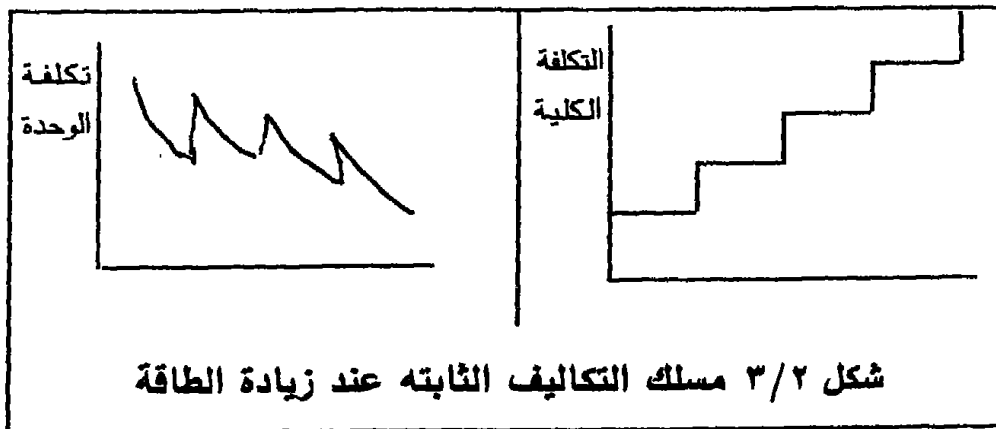 التكلفة
الكلية
تكلفة
الوحدة
شكل ٣/٢ مسلك التكاليف الثابته عند زيادة الطاقة